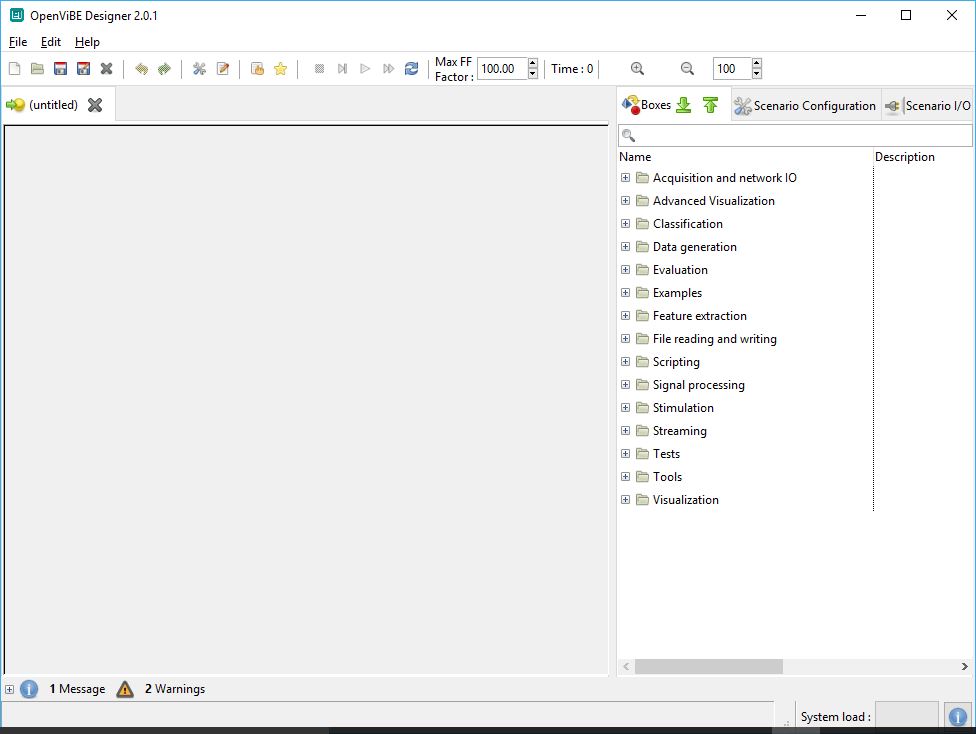 OpenViBE Designer 2.0.1
File Edit Help
Max FF Factor : 100.00 Time : 0 100
(untitled)
Boxes Scenario Configuration Scenario I/O
Name Description
Acquisition and network IO
Advanced Visualization
Classification
Data generation
Evaluation
Examples
Feature extraction
File reading and writing
Scripting
Signal processing
Stimulation
Streaming
Tests
Tools
Visualization
1 Message 2 Warnings
System load :